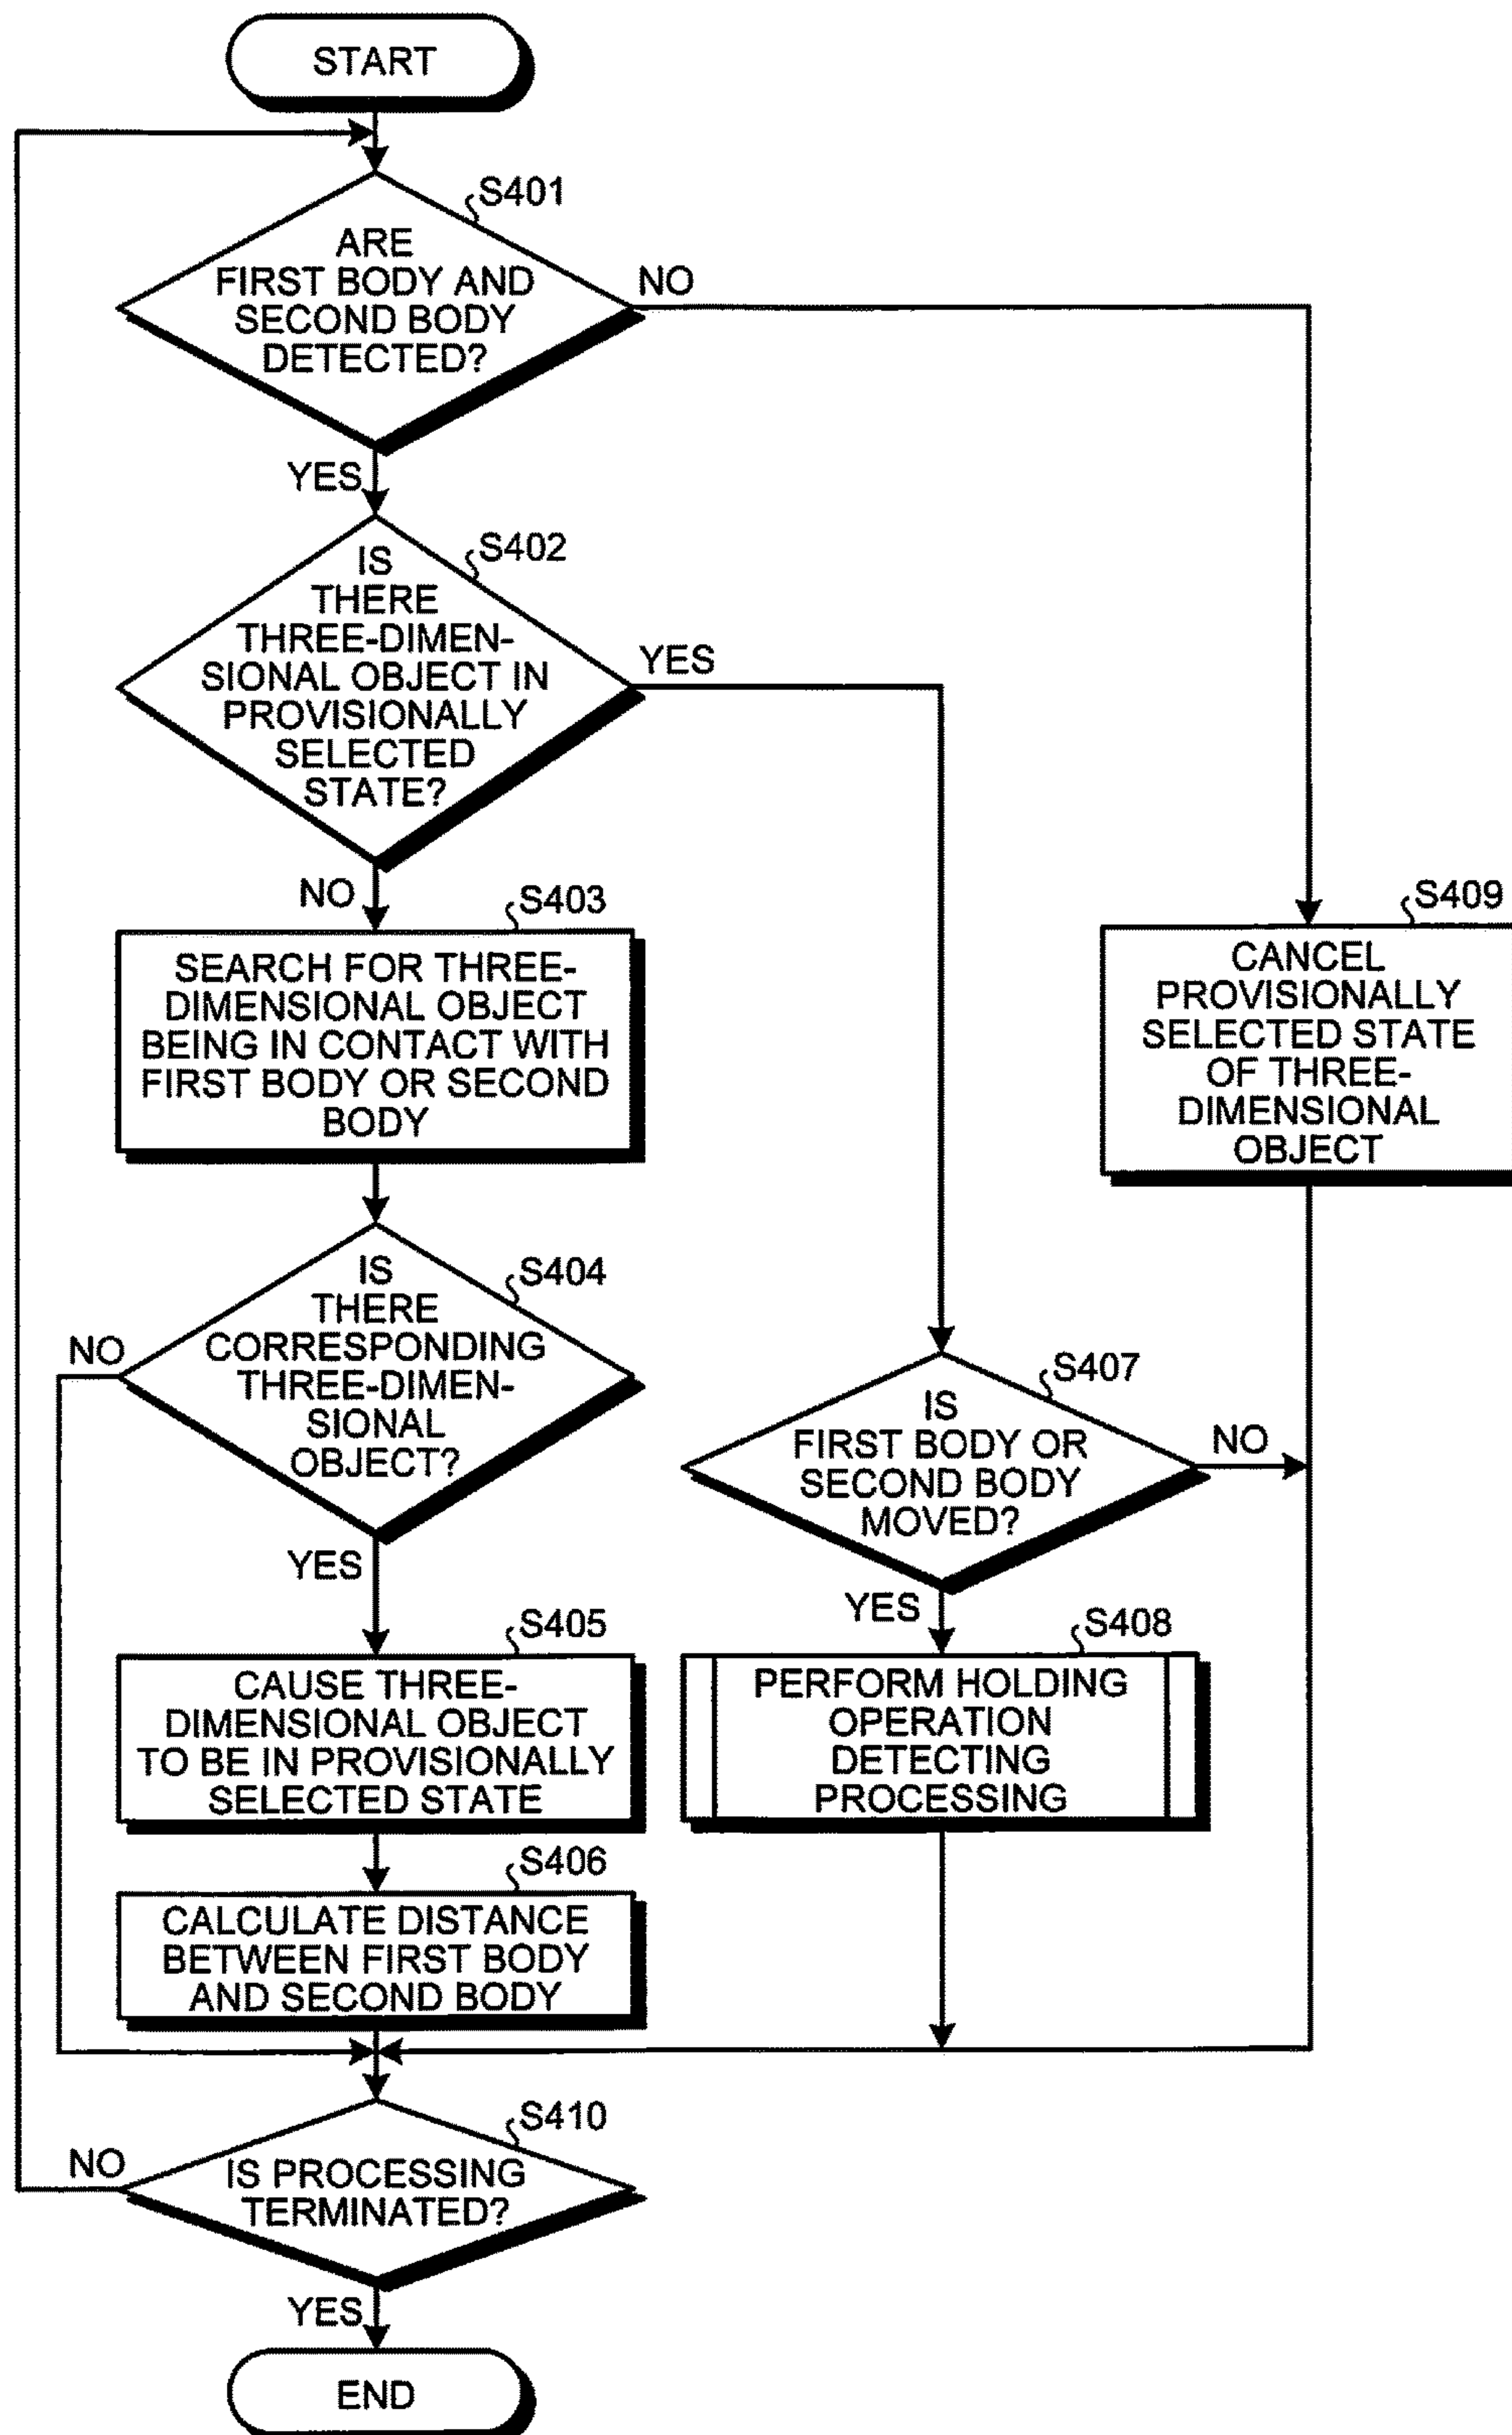 START
S401
ARE
FIRST BODY AND
SECOND BODY
DETECTED?
NO
YES
S402
IS
THERE
THREE-DIMEN-
SIONAL OBJECT IN
PROVISIONALLY
SELECTED
STATE?
YES
NO
S403
SEARCH FOR THREE-
DIMENSIONAL OBJECT
BEING IN CONTACT WITH
FIRST BODY OR SECOND
BODY
S409
CANCEL
PROVISIONALLY
SELECTED STATE
OF THREE-
DIMENSIONAL
OBJECT
S404
IS
THERE
CORRESPONDING
THREE-DIMEN-
SIONAL
OBJECT?
NO
YES
S407
IS
FIRST BODY OR
SECOND BODY
MOVED?
NO
YES
S405
CAUSE THREE-
DIMENSIONAL OBJECT
TO BE IN PROVISIONALLY
SELECTED STATE
S408
PERFORM HOLDING
OPERATION
DETECTING
PROCESSING
S406
CALCULATE DISTANCE
BETWEEN FIRST BODY
AND SECOND BODY
S410
NO
IS PROCESSING
TERMINATED?
YES
END